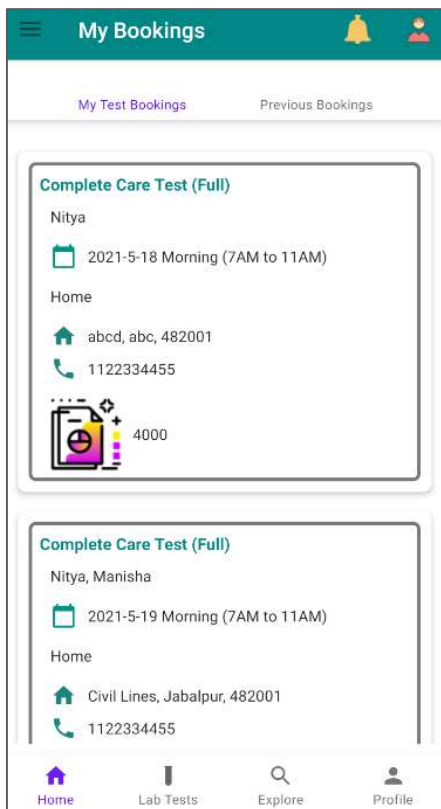 My Bookings
My Test Bookings Previous Bookings
Complete Care Test (Full)
Nitya
2021-5-18 Morning (7AM to 11AM)
Home
abcd, abc, 482001
1122334455
4000
Complete Care Test (Full)
Nitya, Manisha
2021-5-19 Morning (7AM to 11AM)
Home
Civil Lines, Jabalpur, 482001
1122334455
Home Lab Tests Explore Profile